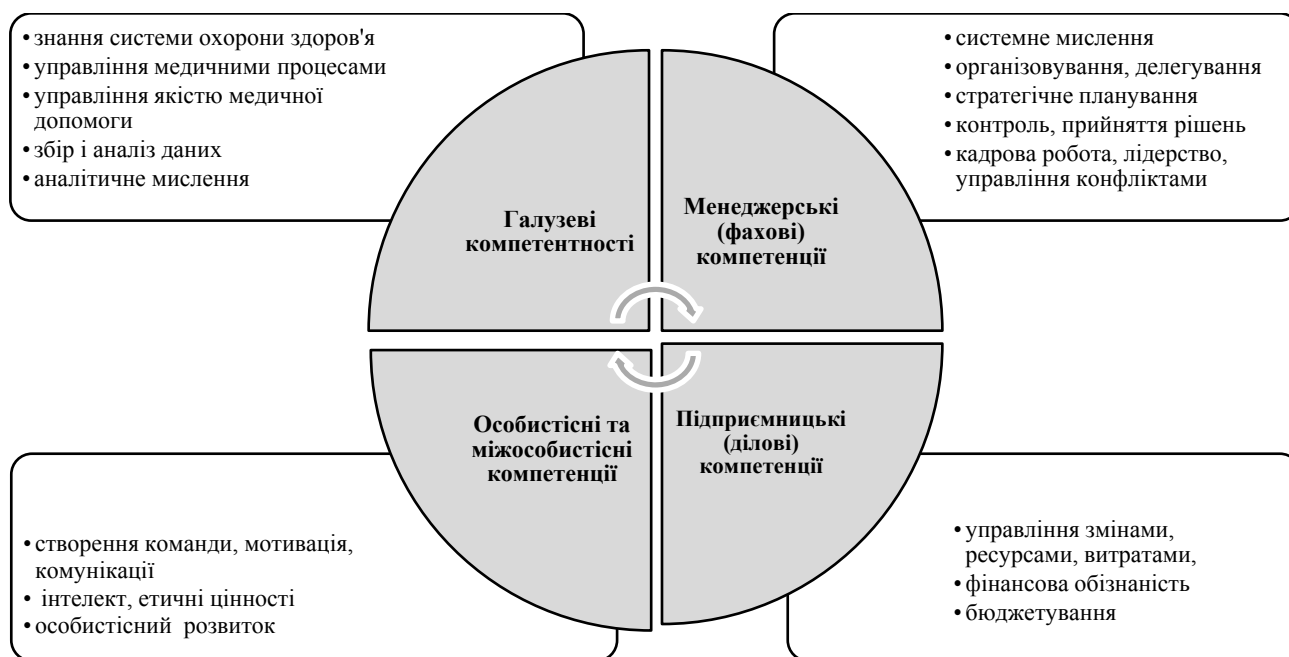 • знання системи охорони здоров'я
• управління медичними процесами
• управління якістю медичної
допомоги
• збір і аналіз даних
• аналітичне мислення
• системне мислення
• організовування, делегування
• стратегічне планування
• контроль, прийняття рішень
• кадрова робота, лідерство,
управління конфліктами
Галузеві
компетентності
Менеджерські
(фахові)
компетенції
Особистісні та
міжособистісні
компетенції
Підприємницькі
(ділові)
компетенції
• створення команди, мотивація,
комунікації
• інтелект, етичні цінності
• особистісний розвиток
• управління змінами,
ресурсами, витратами,
• фінансова обізнаність
• бюджетування